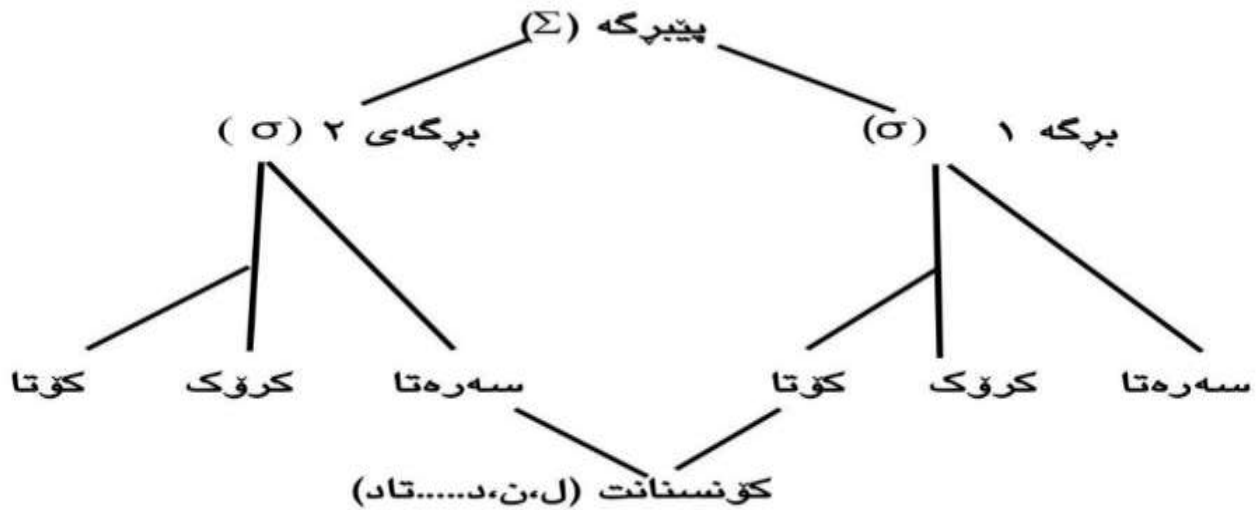 پێبڕگە (Σ)
بڕگە ١ (σ) بڕگەی ٢ (σ )
سەرەتا کرۆک کۆتا سەرەتا کرۆک کۆتا
کۆنسنانت (ل،ن،د.....تاد)